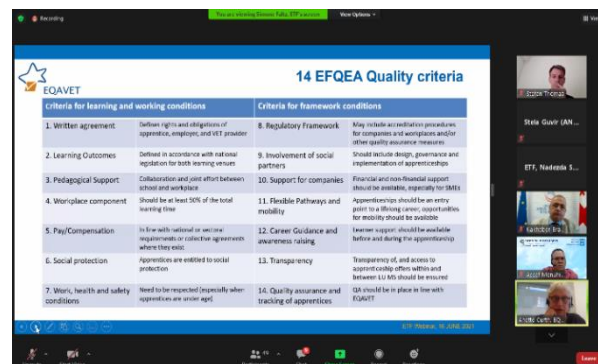 Recording
You are viewing
View Options
EQAVET
14 EFQEA Quality criteria
Criteria for learning and working conditions
Criteria for framework conditions
1. Written agreement
Defines rights and obligations of
apprentice, employer, and VET provider
8. Regulatory Framework
May include accreditation procedures
for companies and workplaces and/or
other quality assurance measures
2. Learning Outcomes
Defined in accordance with national
legislation for both learning venues
9. Involvement of social
partners
Should include design, governance and
implementation of apprenticeships
3. Pedagogical Support
Collaboration and joint effort between
school and workplace
10. Support for companies
Financial and non-financial support
should be available, especially for SMEs
4. Workplace component
Should be at least 50% of the total
learning time
11. Flexible Pathways and
mobility
Apprenticeships should be an entry
point to a lifelong career, opportunities
for mobility should be available
5. Pay/Compensation
In line with national or sectoral
requirements or collective agreements
where they exist
12. Career Guidance and
awareness raising
Learner support should be available
before and during the apprenticeship
6. Social protection
Apprentices are entitled to social
protection
13. Transparency
Transparency of, and access to
apprenticeship offers within and
between EU MS should be ensured
7. Work, health and safety
conditions
Need to be respected (especially when
apprentices are under age)
14. Quality assurance and
tracking of apprentices
QA should be in place in line with
EQAVET
ETF Webinar, 16 JUNE 2021
Stefan Thomas
Stela Guvir (AN ...
ETF, Nadezda S...
Leave